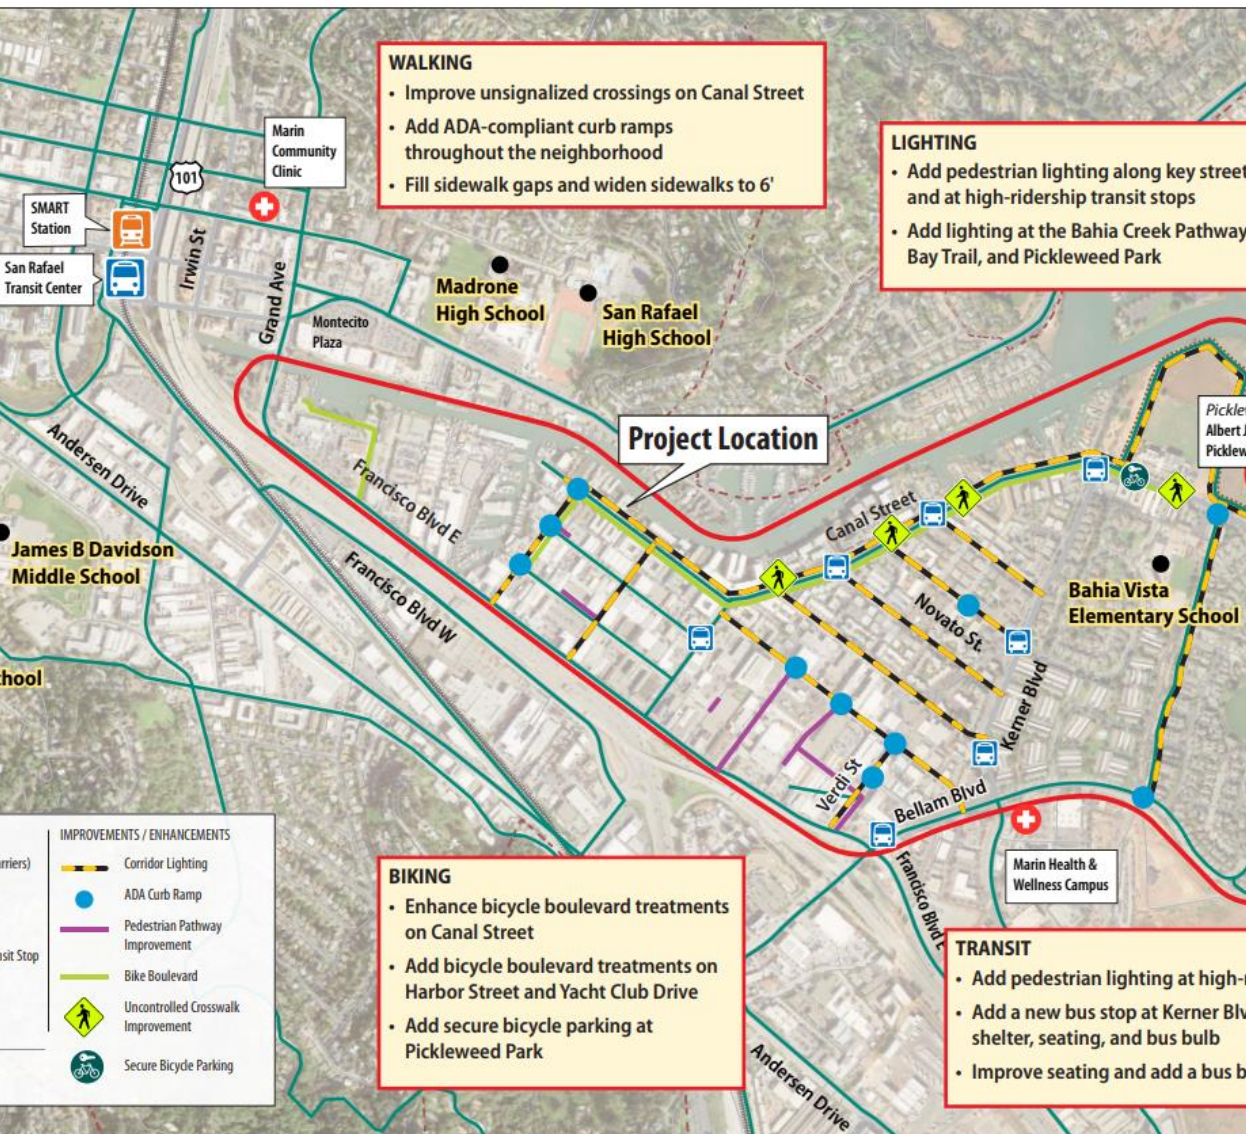 WALKING
• Improve unsignalized crossings on Canal Street
• Add ADA-compliant curb ramps
throughout the neighborhood
• Fill sidewalk gaps and widen sidewalks to 6'
LIGHTING
• Add pedestrian lighting along key street
and at high-ridership transit stops
• Add lighting at the Bahia Creek Pathway
Bay Trail, and Pickleweed Park
Marin
Community
Clinic
101
SMART
Station
San Rafael
Transit Center
Irwin St
Grand Ave
Montecito
Plaza
Madrone
High School
San Rafael
High School
Project Location
Picklew
Albert J
Picklew
Andersen Drive
Francisco Blvd E
Canal Street
James B Davidson
Middle School
Francisco Blvd W
Bahia Vista
Elementary School
Novato St.
Kerner Blvd
hool
Verdi St
Bellam Blvd
Marin Health &
Wellness Campus
Francisco Blvd E
rriers)
nsit Stop
IMPROVEMENTS / ENHANCEMENTS
Corridor Lighting
ADA Curb Ramp
Pedestrian Pathway
Improvement
Bike Boulevard
Uncontrolled Crosswalk
Improvement
Secure Bicycle Parking
BIKING
• Enhance bicycle boulevard treatments
on Canal Street
• Add bicycle boulevard treatments on
Harbor Street and Yacht Club Drive
• Add secure bicycle parking at
Pickleweed Park
TRANSIT
• Add pedestrian lighting at high-r
• Add a new bus stop at Kerner Blv
shelter, seating, and bus bulb
• Improve seating and add a bus b
Andersen Drive